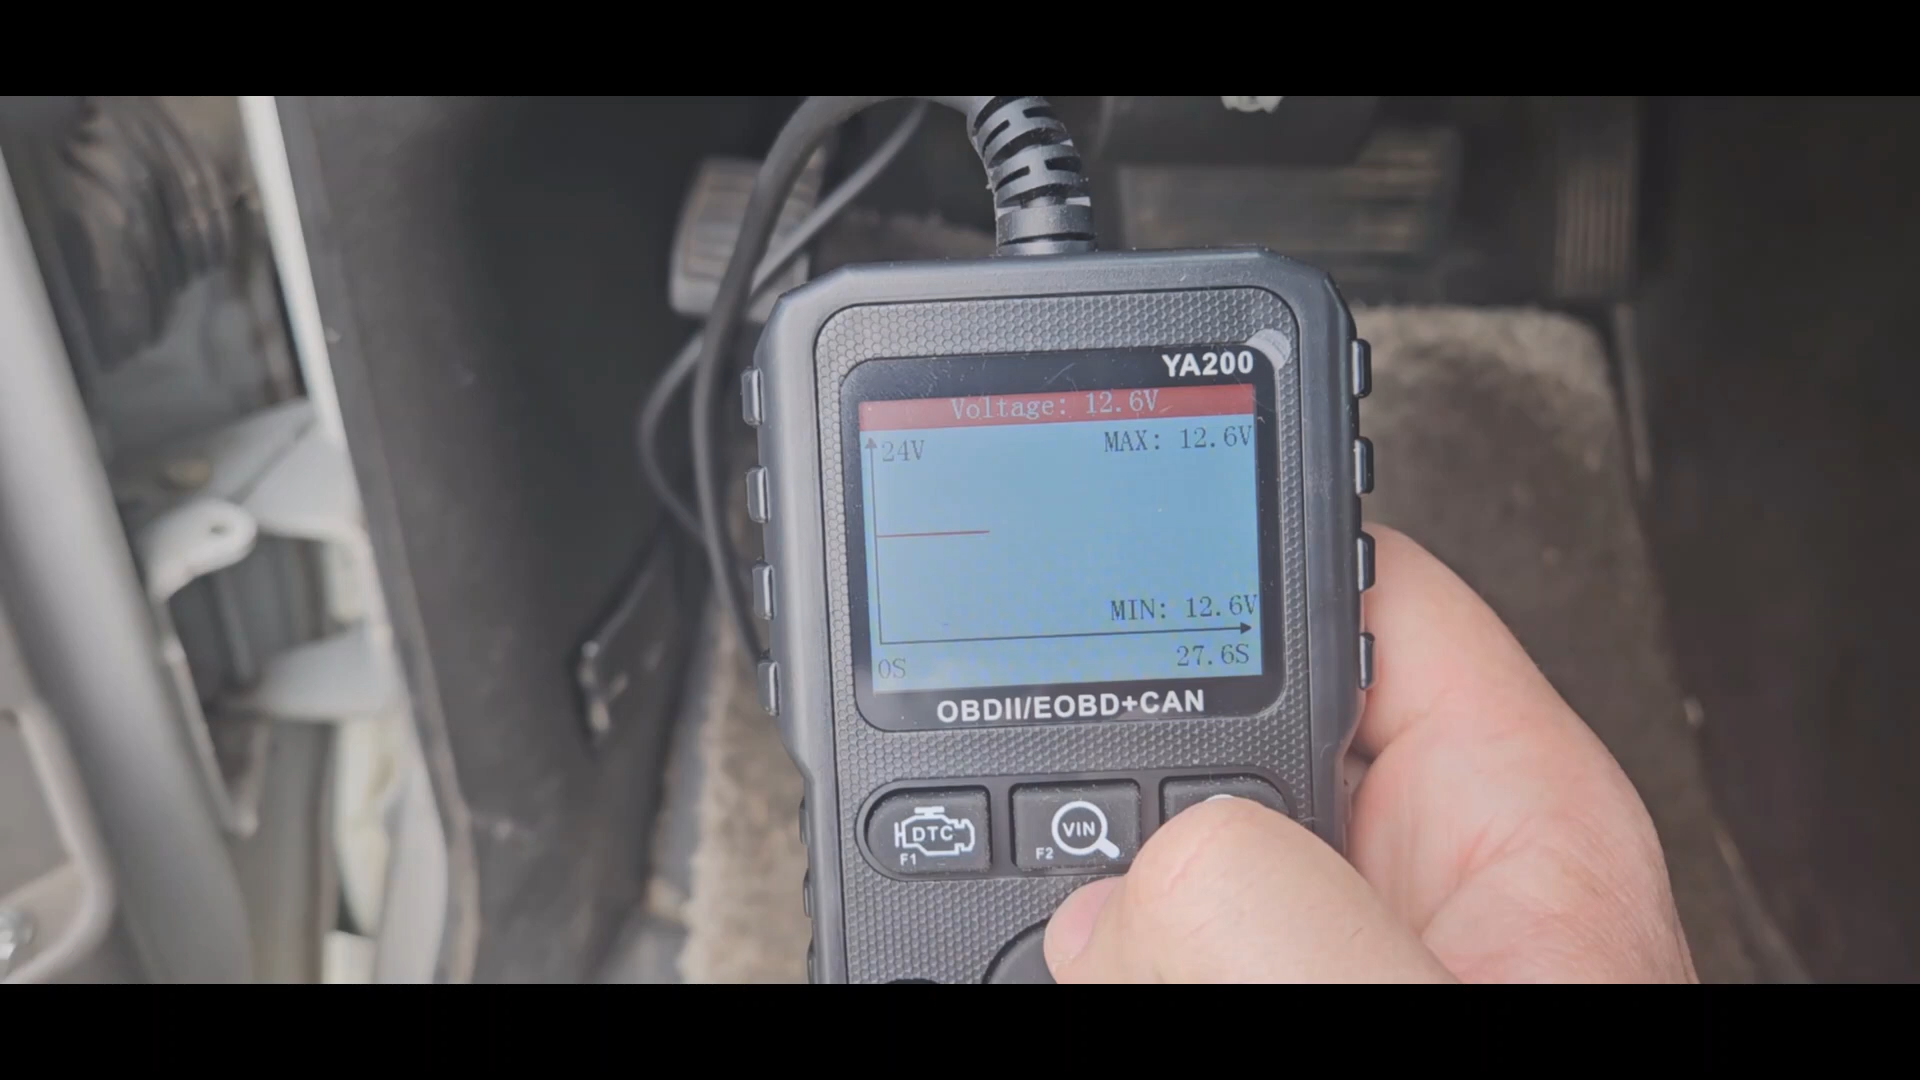 YA200
Voltage: 12.6V
24V
MAX: 12.6V
MIN: 12.6V
0S
27.6S
OBDII/EOBD+CAN
DTC
F1
VIN
F2